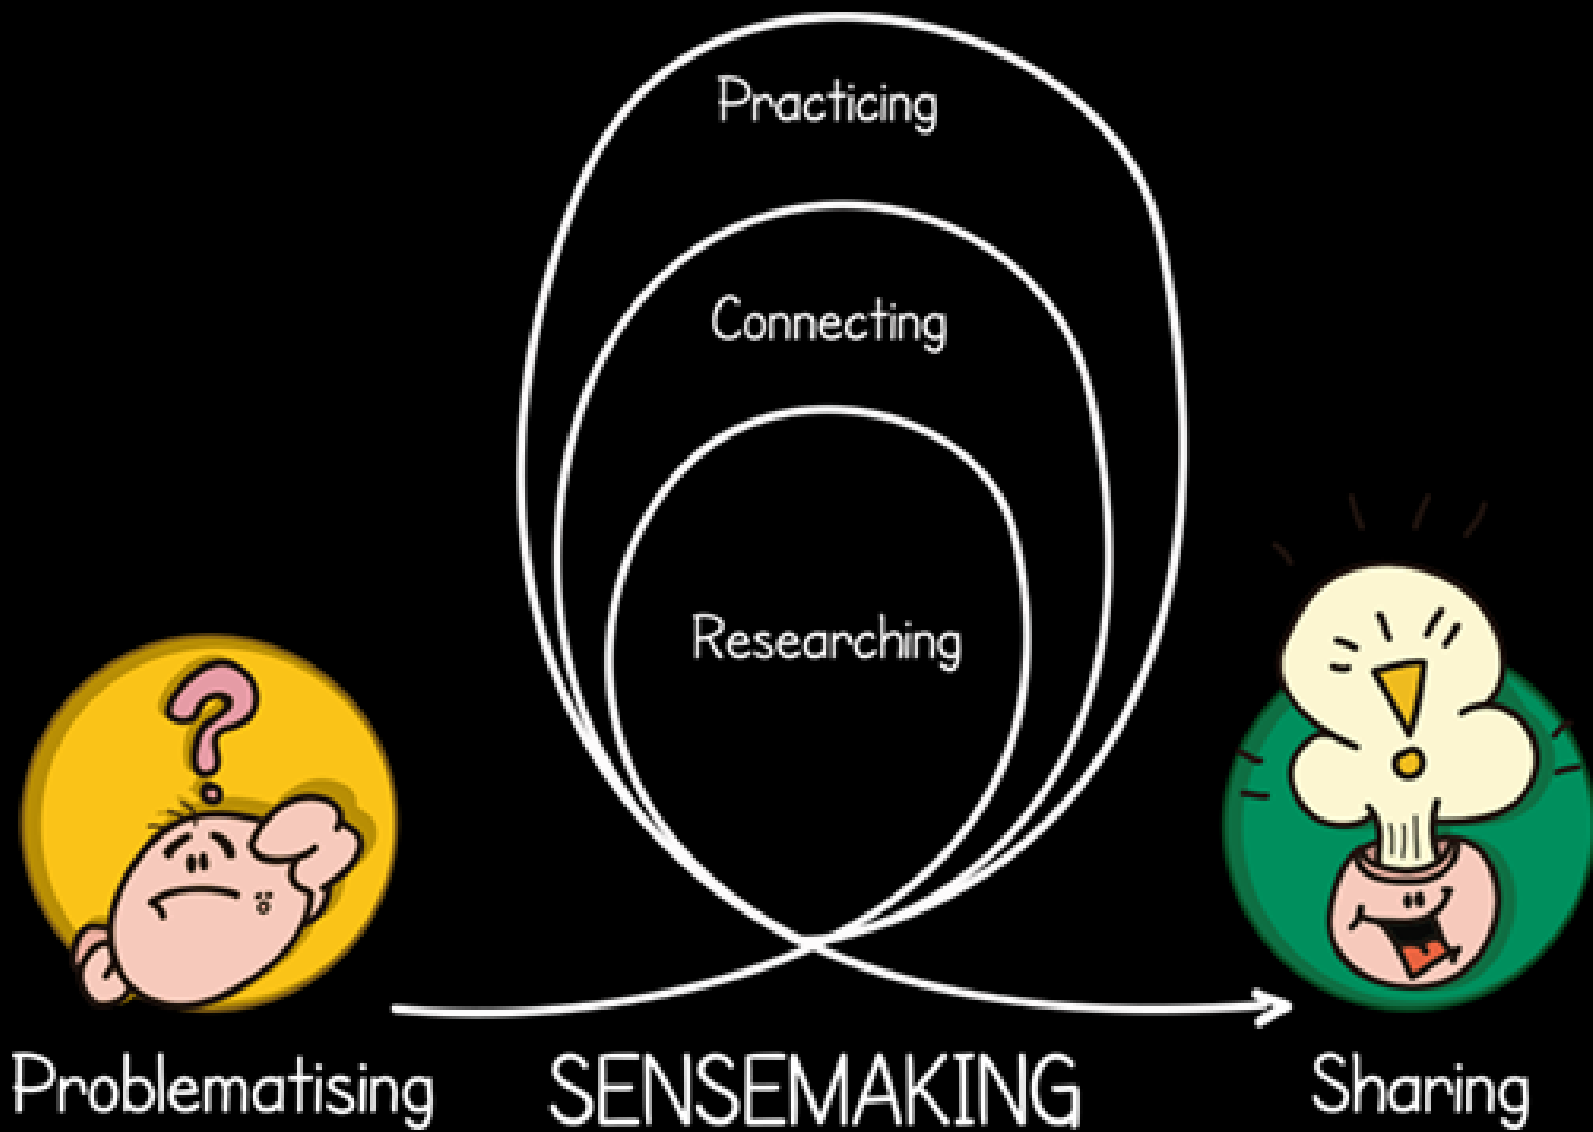 Practicing
Connecting
Researching
Problematising
SENSEMAKING
Sharing